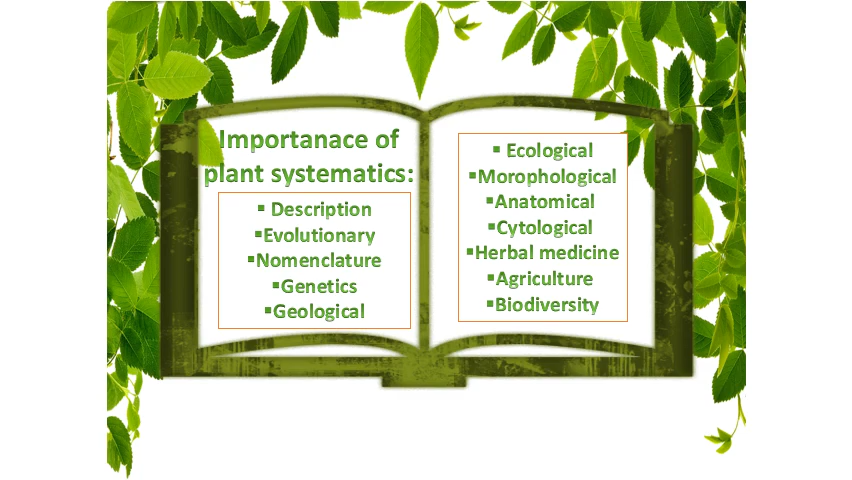 Importanace of
plant systematics:
▪ Description
▪Evolutionary
▪Nomenclature
▪Genetics
▪Geological
▪ Ecological
▪Morophological
▪Anatomical
▪Cytological
▪Herbal medicine
▪Agriculture
▪Biodiversity